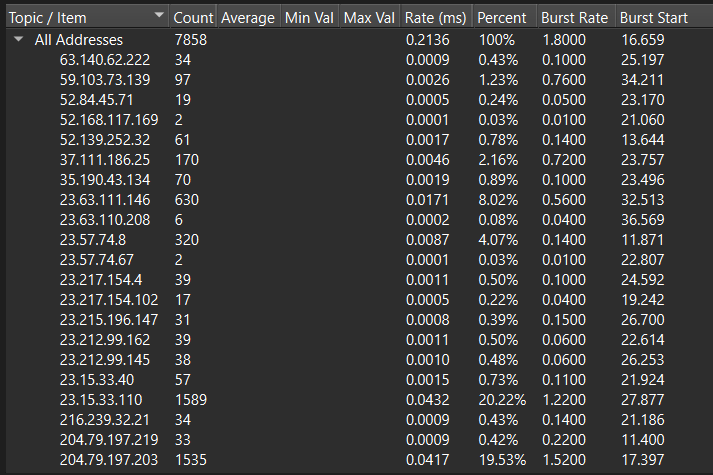 Topic / Item Count Average Min Val Max Val Rate (ms) Percent Burst Rate Burst Start
All Addresses 7858 0.2136 100% 1.8000 16.659
63.140.62.222 34 0.0009 0.43% 0.1000 25.197
59.103.73.139 97 0.0026 1.23% 0.7600 34.211
52.84.45.71 19 0.0005 0.24% 0.0500 23.170
52.168.117.169 2 0.0001 0.03% 0.0100 21.060
52.139.252.32 61 0.0017 0.78% 0.1400 13.644
37.111.186.25 170 0.0046 2.16% 0.7200 23.757
35.190.43.134 70 0.0019 0.89% 0.1000 23.496
23.63.111.146 630 0.0171 8.02% 0.5600 32.513
23.63.110.208 6 0.0002 0.08% 0.0400 36.569
23.57.74.8 320 0.0087 4.07% 0.1400 11.871
23.57.74.67 2 0.0001 0.03% 0.0100 22.807
23.217.154.4 39 0.0011 0.50% 0.1000 24.592
23.217.154.102 17 0.0005 0.22% 0.0400 19.242
23.215.196.147 31 0.0008 0.39% 0.1500 26.700
23.212.99.162 39 0.0011 0.50% 0.0600 22.614
23.212.99.145 38 0.0010 0.48% 0.0600 26.253
23.15.33.40 57 0.0015 0.73% 0.1100 21.924
23.15.33.110 1589 0.0432 20.22% 1.2200 27.877
216.239.32.21 34 0.0009 0.43% 0.1400 21.186
204.79.197.219 33 0.0009 0.42% 0.2200 11.400
204.79.197.203 1535 0.0417 19.53% 1.5200 17.397